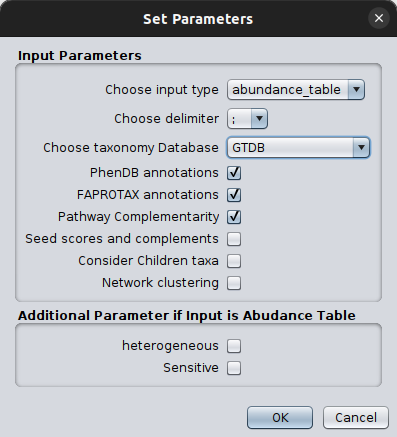 Set Parameters
Input Parameters
Choose input type abundance_table
Choose delimiter ;
Choose taxonomy Database GTDB
PhenDB annotations
FAPROTAX annotations
Pathway Complementarity
Seed scores and complements
Consider Children taxa
Network clustering
Additional Parameter if Input is Abudance Table
heterogeneous
Sensitive
OK Cancel